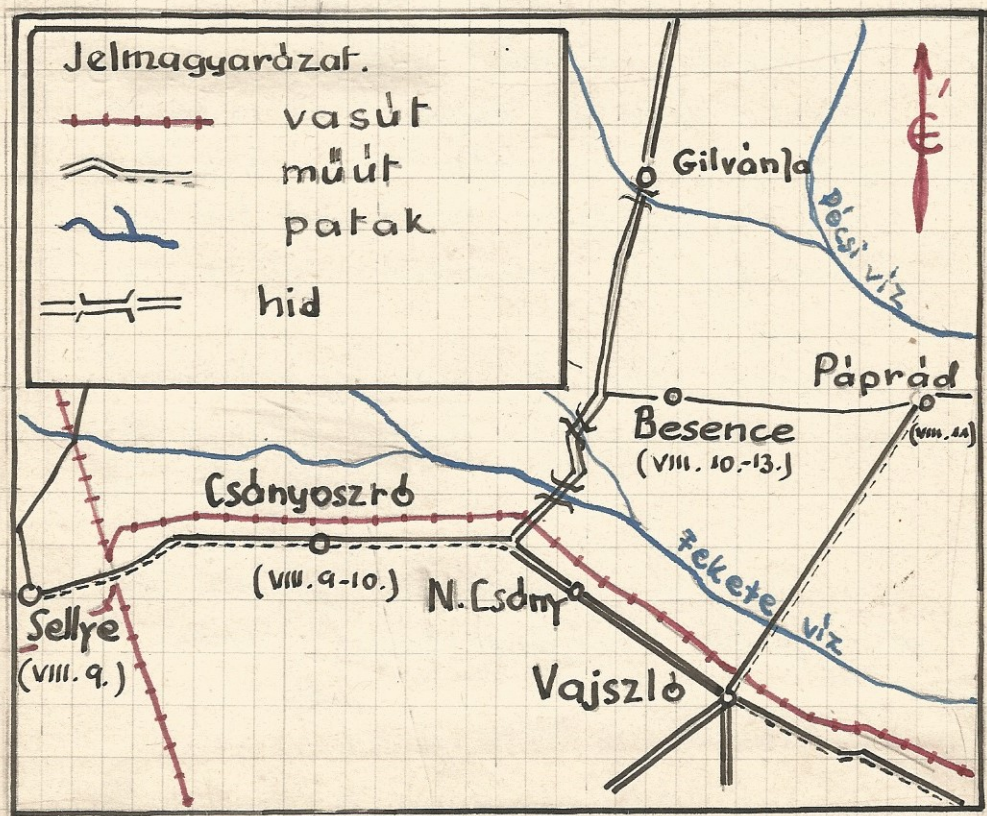 Jelmagyarázat.
vasút
műút
patak
hid
É
Gilvánfa
Pécsi víz
Páprád
(VIII. 11)
Besence
(VIII. 10.-13.)
Csányoszró
(VIII. 9-10.)
N. Csány
Fekete víz
Sellye
(VIII. 9.)
Vajszló